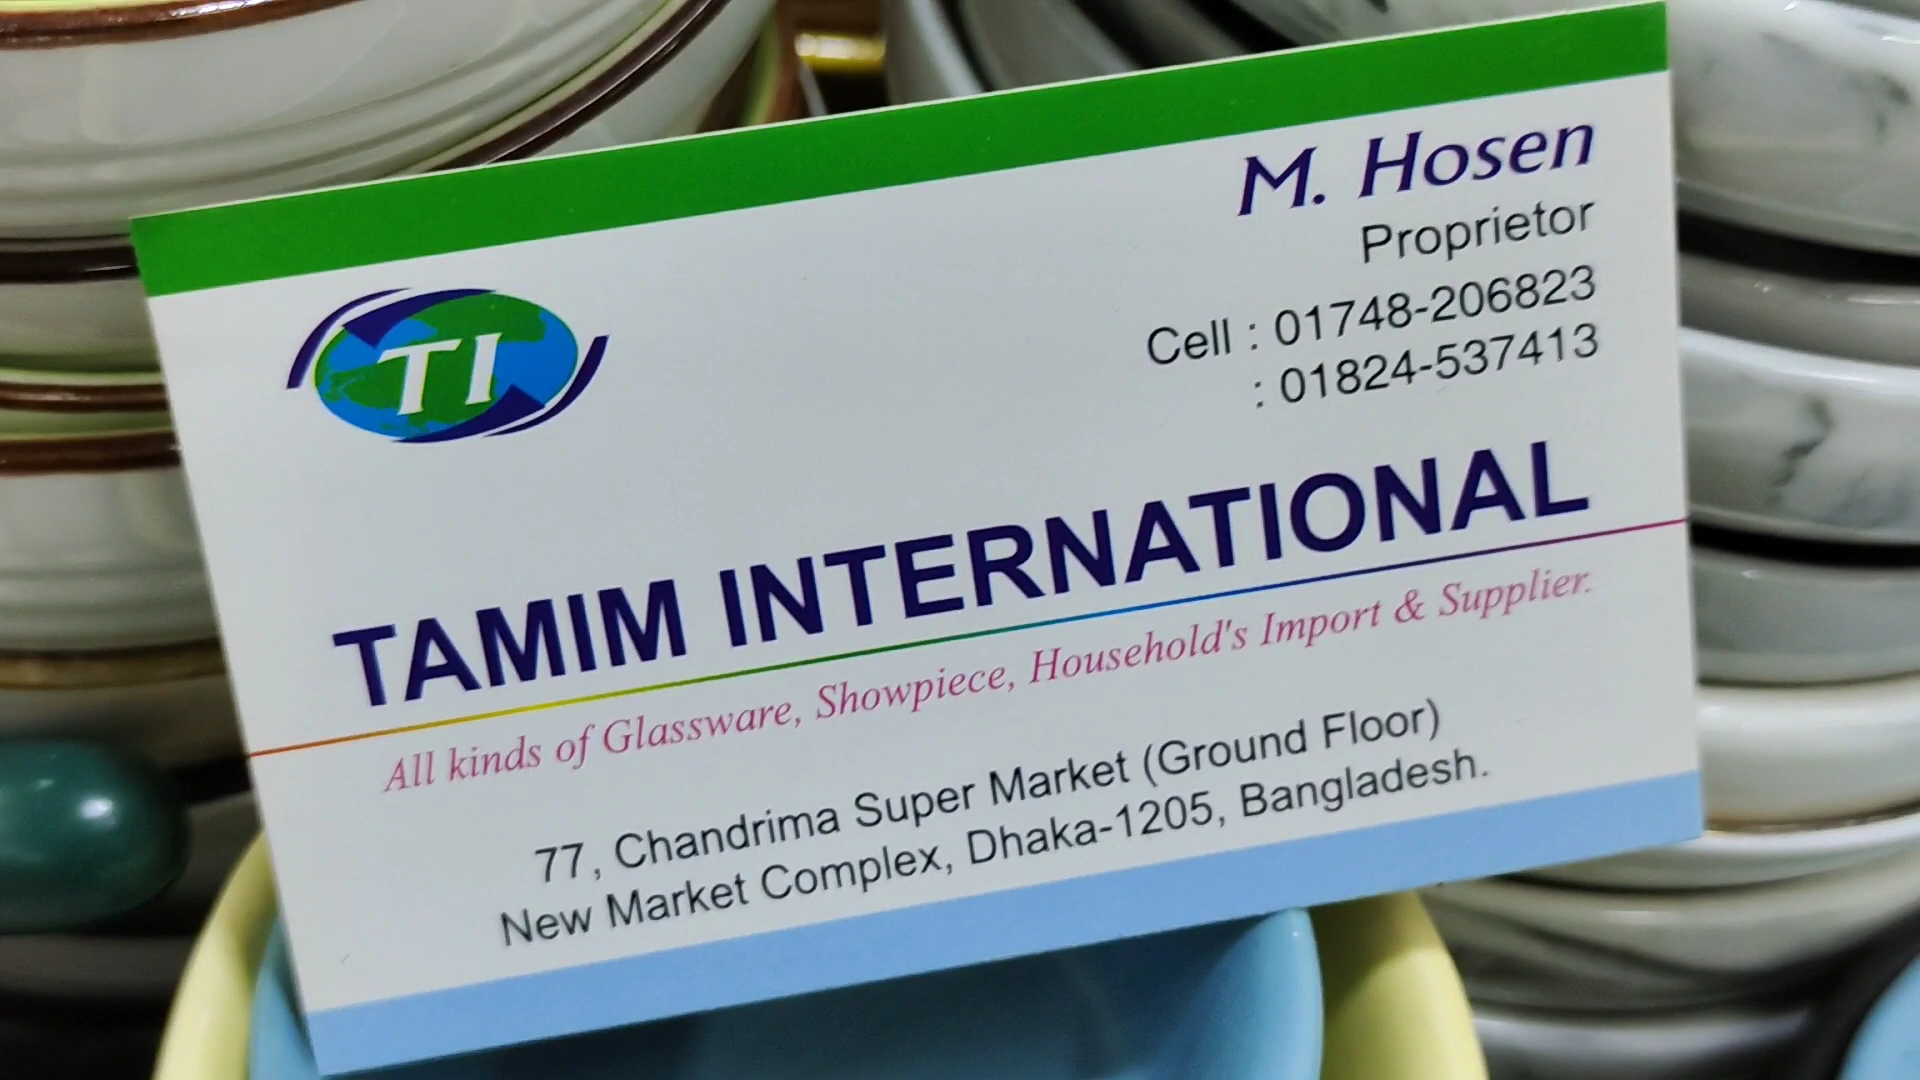 M. Hosen
Proprietor
Cell : 01748-206823
: 01824-537413
TI
TAMIM INTERNATIONAL
All kinds of Glassware, Showpiece, Household's Import & Supplier.
77, Chandrima Super Market (Ground Floor)
New Market Complex, Dhaka-1205, Bangladesh.